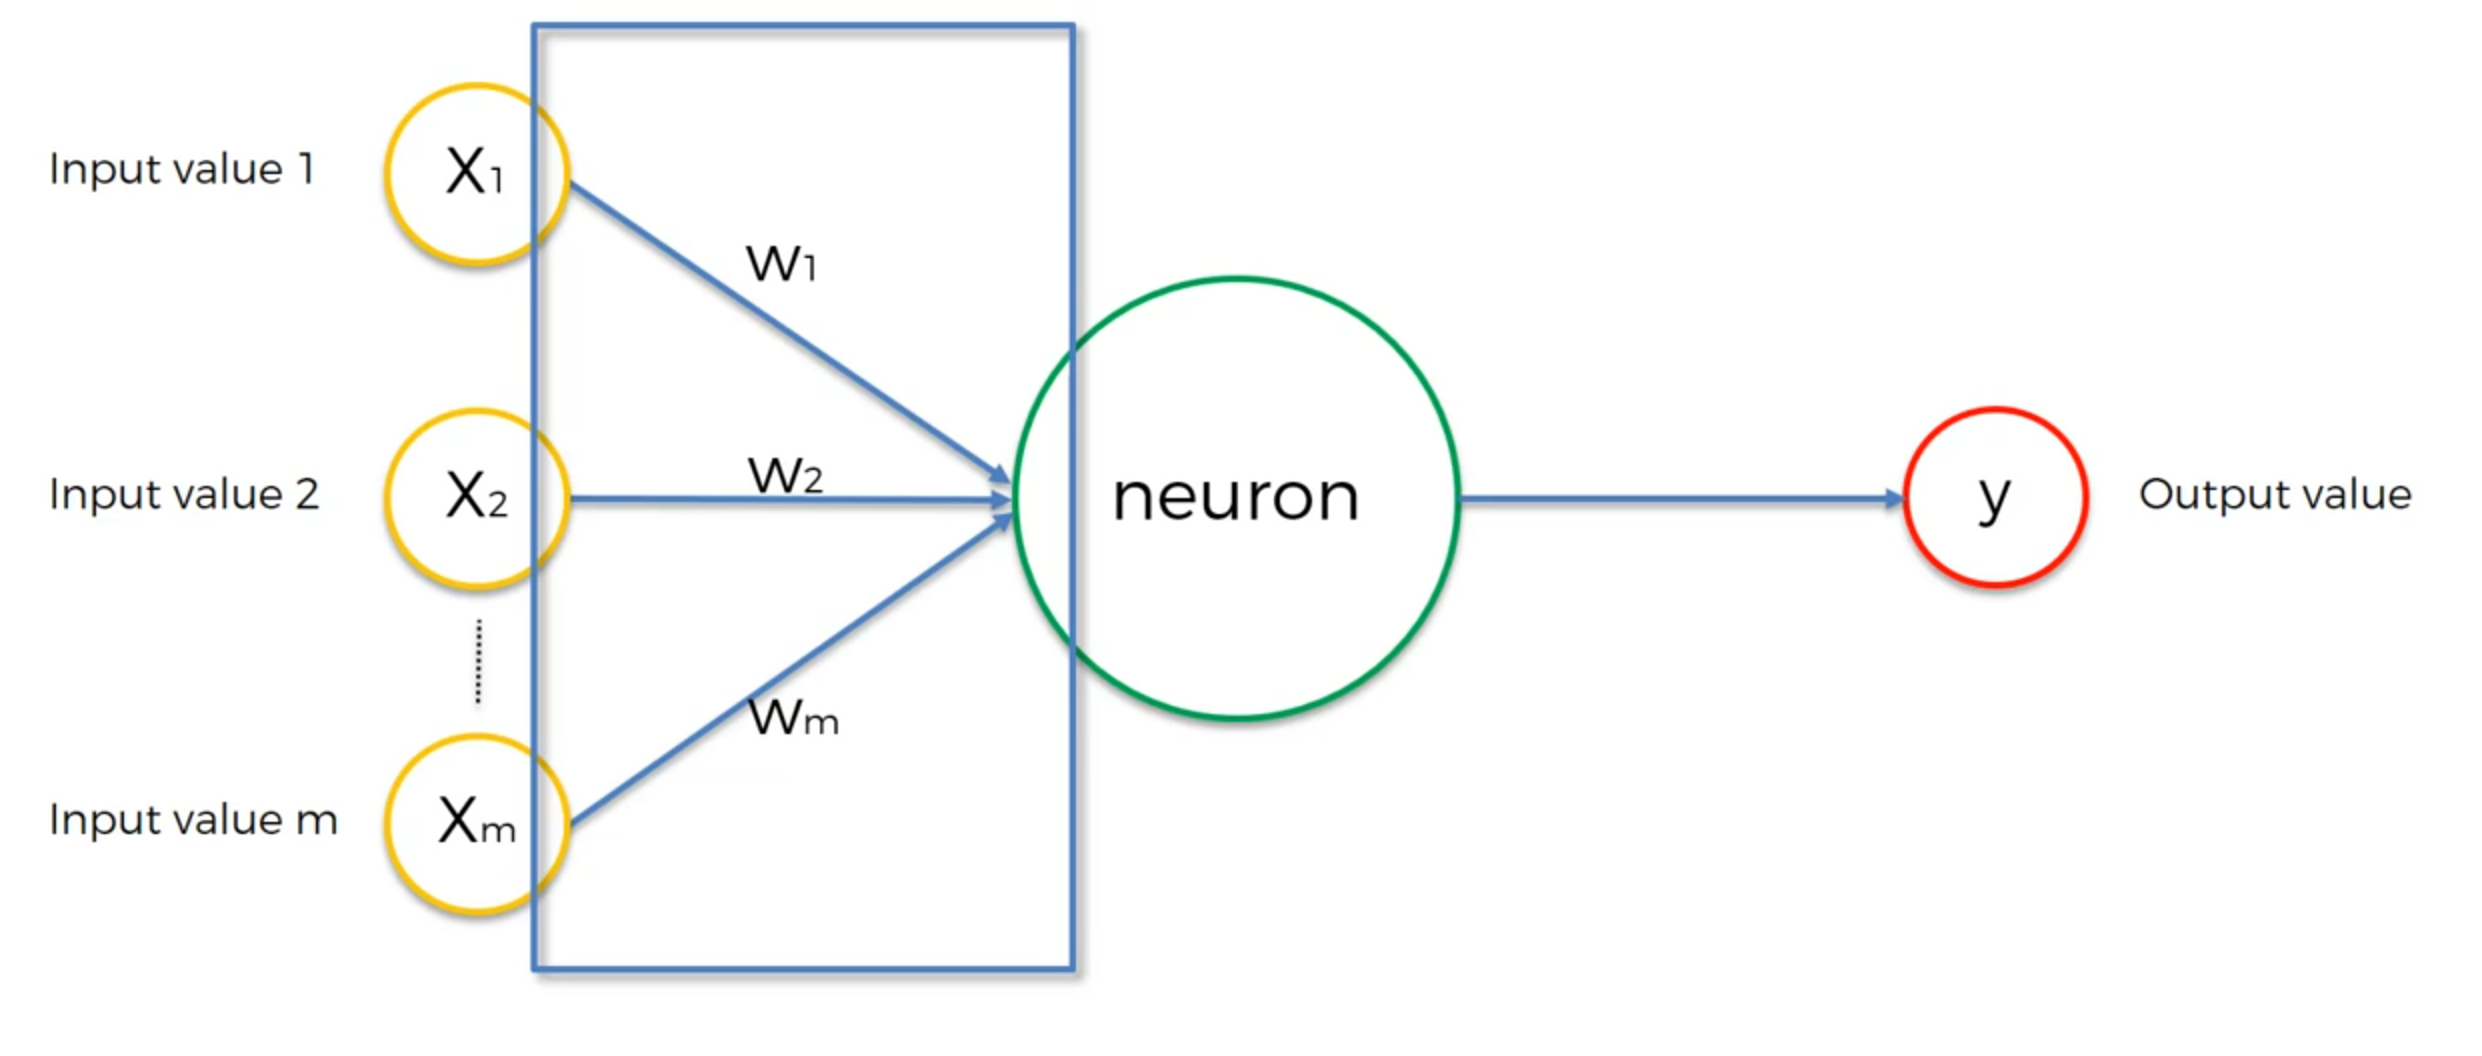 Input value 1
X1
W1
Input value 2
X2
W2
neuron
y
Output value
Wm
Input value m
Xm